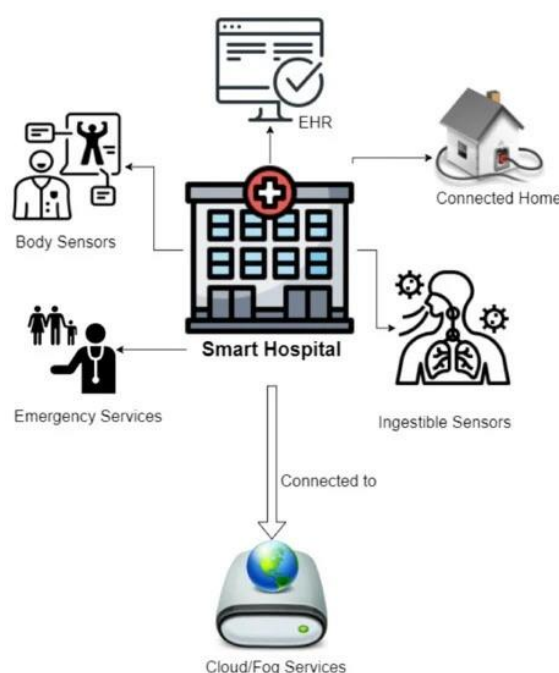 EHR
Connected Home
Body Sensors
Smart Hospital
Emergency Services
Ingestible Sensors
Connected to
Cloud/Fog Services